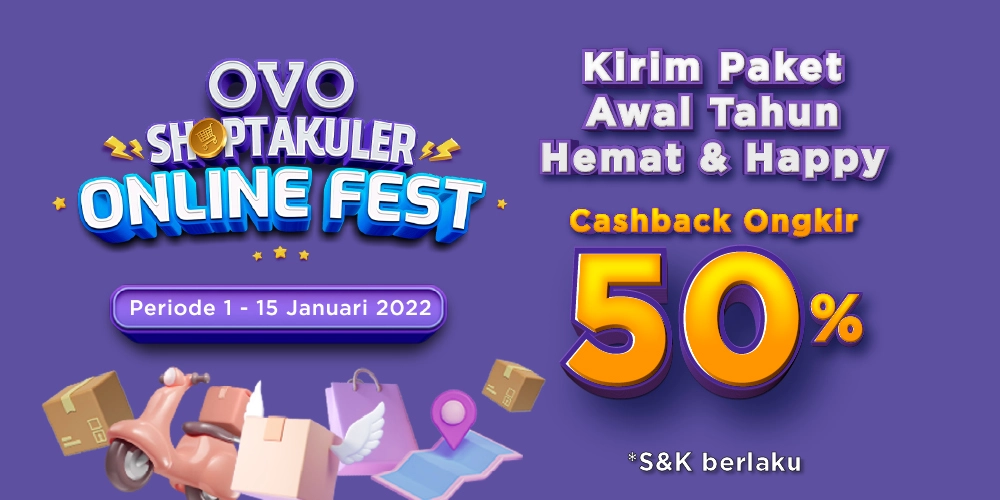 OVO
SHOPTAKULER
ONLINE FEST
Periode 1 - 15 Januari 2022
Kirim Paket
Awal Tahun
Hemat & Happy
Cashback Ongkir
50%
*S&K berlaku